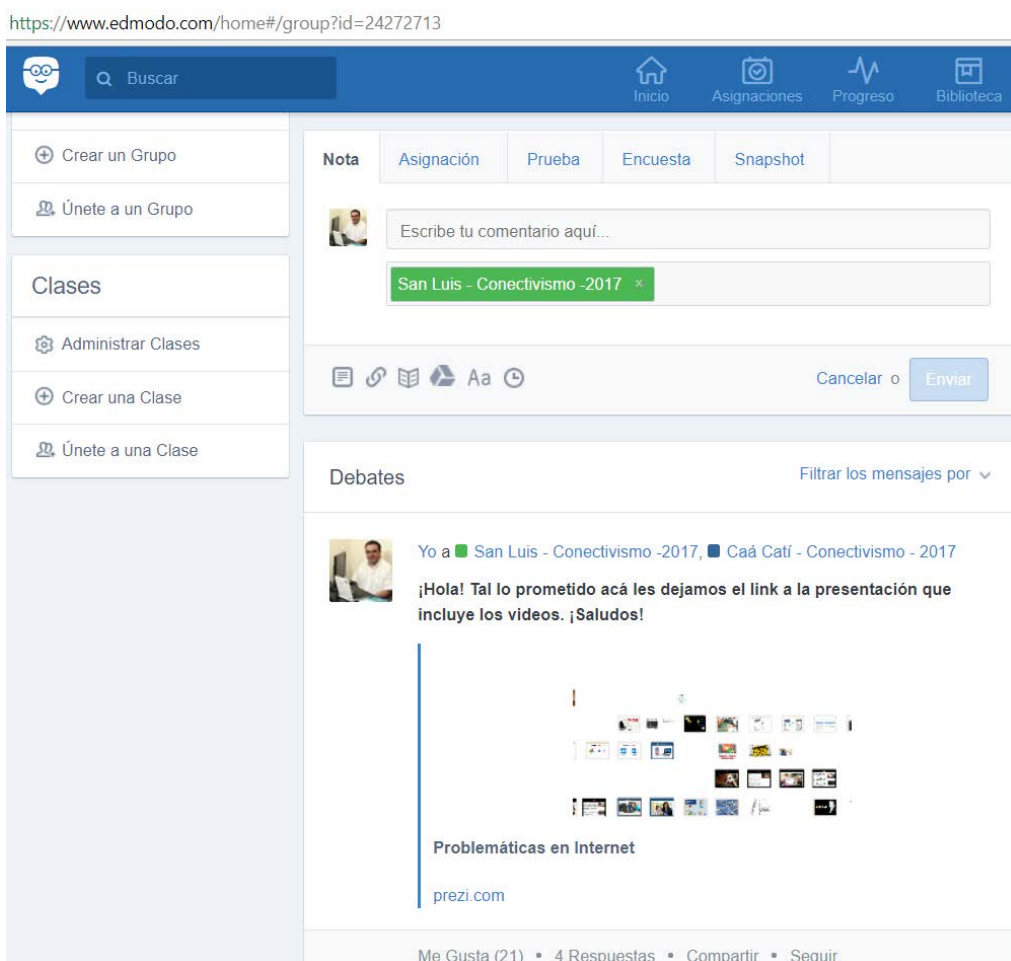 https://www.edmodo.com/home#/group?id=24272713
Buscar
Inicio
Asignaciones
Progreso
Biblioteca
Crear un Grupo
Únete a un Grupo
Clases
Administrar Clases
Crear una Clase
Únete a una Clase
Nota
Asignación
Prueba
Encuesta
Snapshot
Escribe tu comentario aquí...
San Luis - Conectivismo -2017 ×
Aa
Cancelar o Enviar
Debates
Filtrar los mensajes por
Yo a San Luis - Conectivismo -2017, Caá Catí - Conectivismo - 2017
¡Hola! Tal lo prometido acá les dejamos el link a la presentación que
incluye los videos. ¡Saludos!
Problemáticas en Internet
prezi.com
Me Gusta (21) • 4 Respuestas • Compartir • Seguir